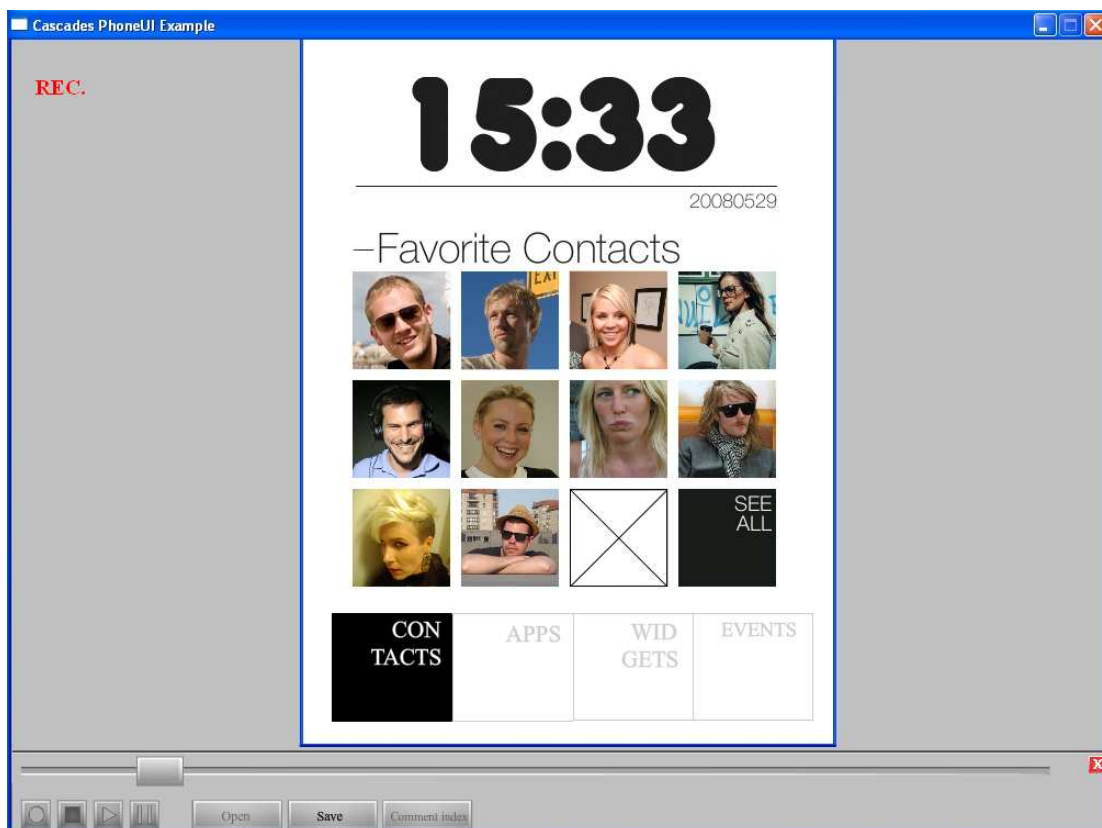 Cascades PhoneUI Example
REC.
15:33
20080529
–Favorite Contacts
EXI
SEE
ALL
CON
TACTS
APPS
WID
GETS
EVENTS
X
Open
Save
Comment index